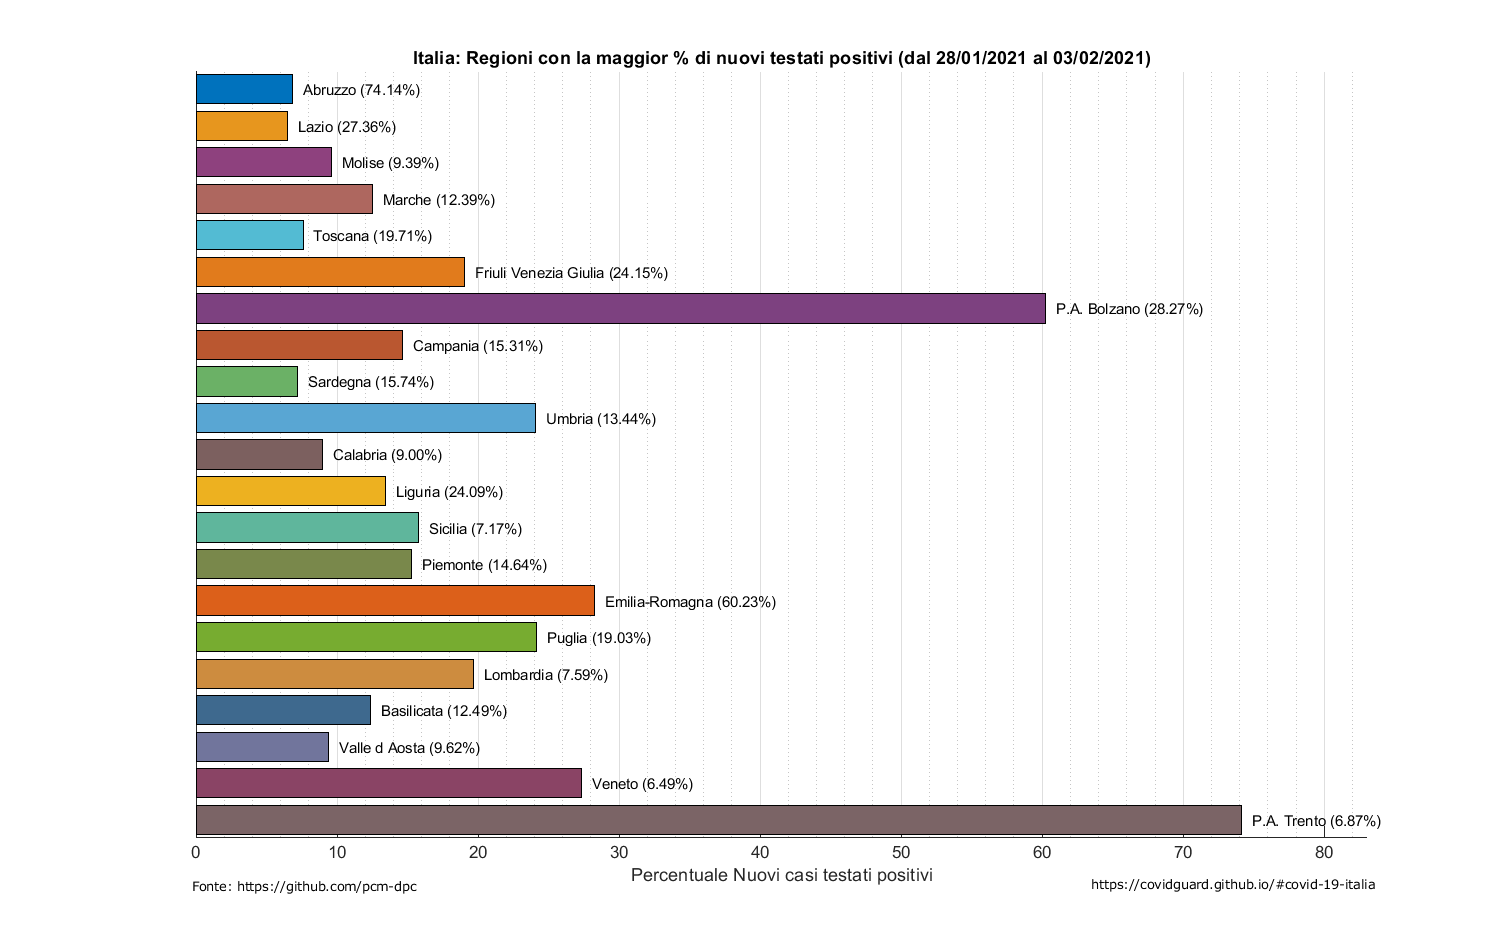 Italia: Regioni con la maggior % di nuovi testati positivi (dal 28/01/2021 al 03/02/2021)
Abruzzo (74.14%)
Lazio (27.36%)
Molise (9.39%)
Marche (12.39%)
Toscana (19.71%)
Friuli Venezia Giulia (24.15%)
P.A. Bolzano (28.27%)
Campania (15.31%)
Sardegna (15.74%)
Umbria (13.44%)
Calabria (9.00%)
Liguria (24.09%)
Sicilia (7.17%)
Piemonte (14.64%)
Emilia-Romagna (60.23%)
Puglia (19.03%)
Lombardia (7.59%)
Basilicata (12.49%)
Valle d Aosta (9.62%)
Veneto (6.49%)
P.A. Trento (6.87%)
0 10 20 30 40 50 60 70 80
Percentuale Nuovi casi testati positivi
Fonte: https://github.com/pcm-dpc
https://covidguard.github.io/#covid-19-italia